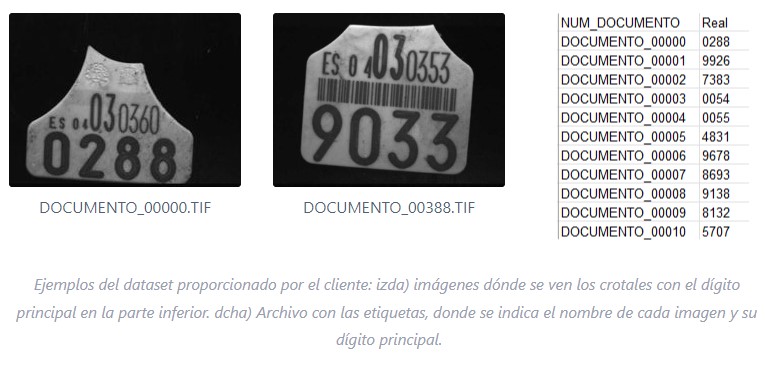 ES 04 03 0360
0288
DOCUMENTO_00000.TIF
ES 0 4 03 0353
9033
DOCUMENTO_00388.TIF
NUM_DOCUMENTO Real
DOCUMENTO_00000 0288
DOCUMENTO_00001 9926
DOCUMENTO_00002 7383
DOCUMENTO_00003 0054
DOCUMENTO_00004 0055
DOCUMENTO_00005 4831
DOCUMENTO_00006 9678
DOCUMENTO_00007 8693
DOCUMENTO_00008 9138
DOCUMENTO_00009 8132
DOCUMENTO_00010 5707
Ejemplos del dataset proporcionado por el cliente: izda) imágenes dónde se ven los crotales con el dígito
principal en la parte inferior. dcha) Archivo con las etiquetas, donde se indica el nombre de cada imagen y su
dígito principal.